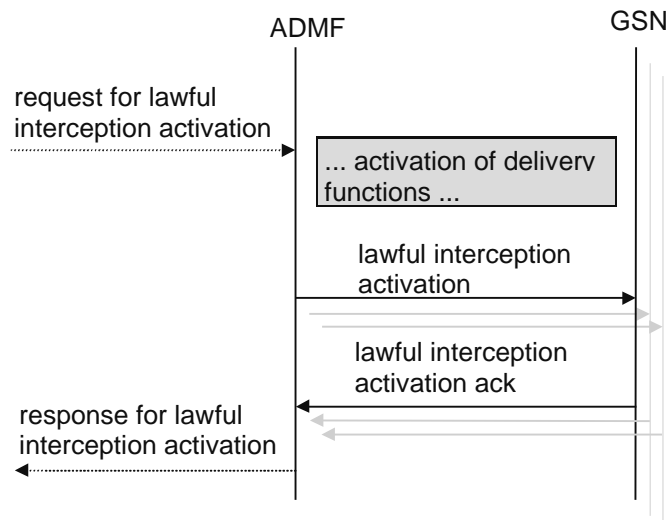 ADMF
GSN
request for lawful
interception activation
... activation of delivery
functions ...
lawful interception
activation
lawful interception
activation ack
response for lawful
interception activation